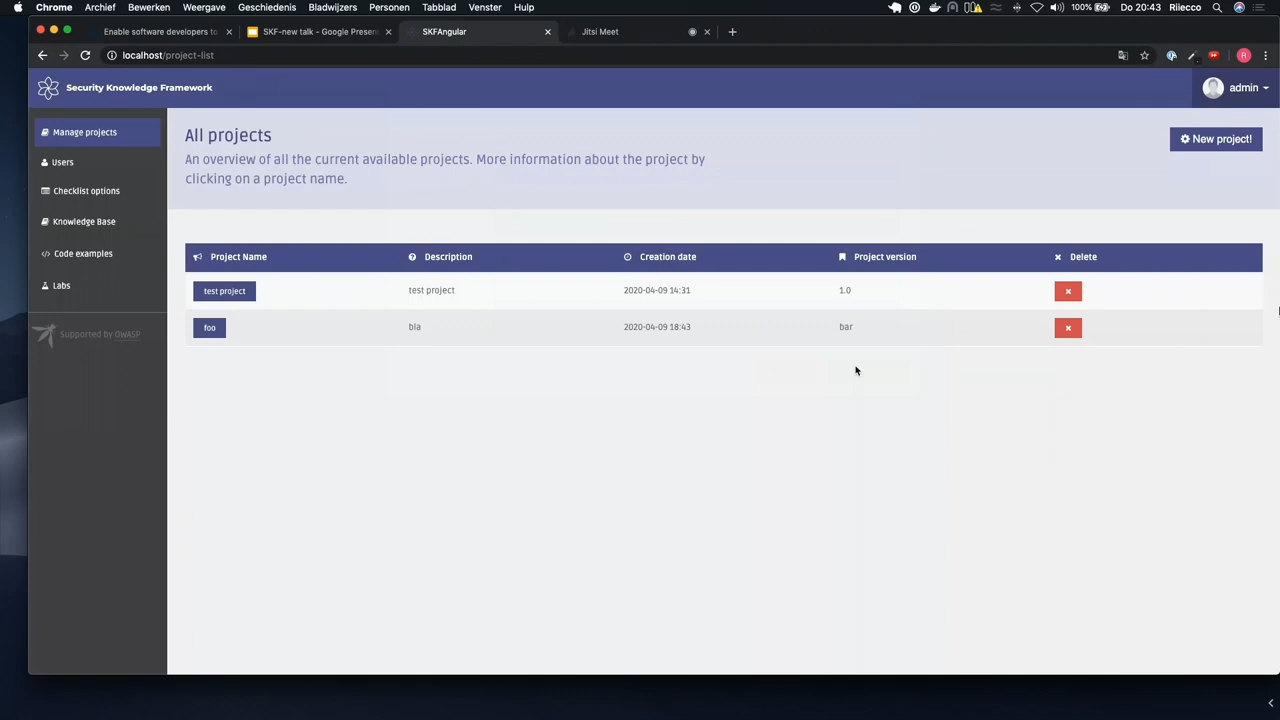 Chrome Archief Bewerken Weergave Geschiedenis Bladwijzers Personen Tabblad Venster Help 100% Do 20:43 Riiecco
Enable software developers to SKF-new talk - Google Presen SKFAngular Jitsi Meet
localhost/project-list
R
Security Knowledge Framework
admin
Manage projects
Users
Checklist options
Knowledge Base
Code examples
Labs
Supported by OWASP
All projects
An overview of all the current available projects. More information about the project by
clicking on a project name.
New project!
Project Name Description Creation date Project version Delete
test project test project 2020-04-09 14:31 1.0
foo bla 2020-04-09 18:43 bar